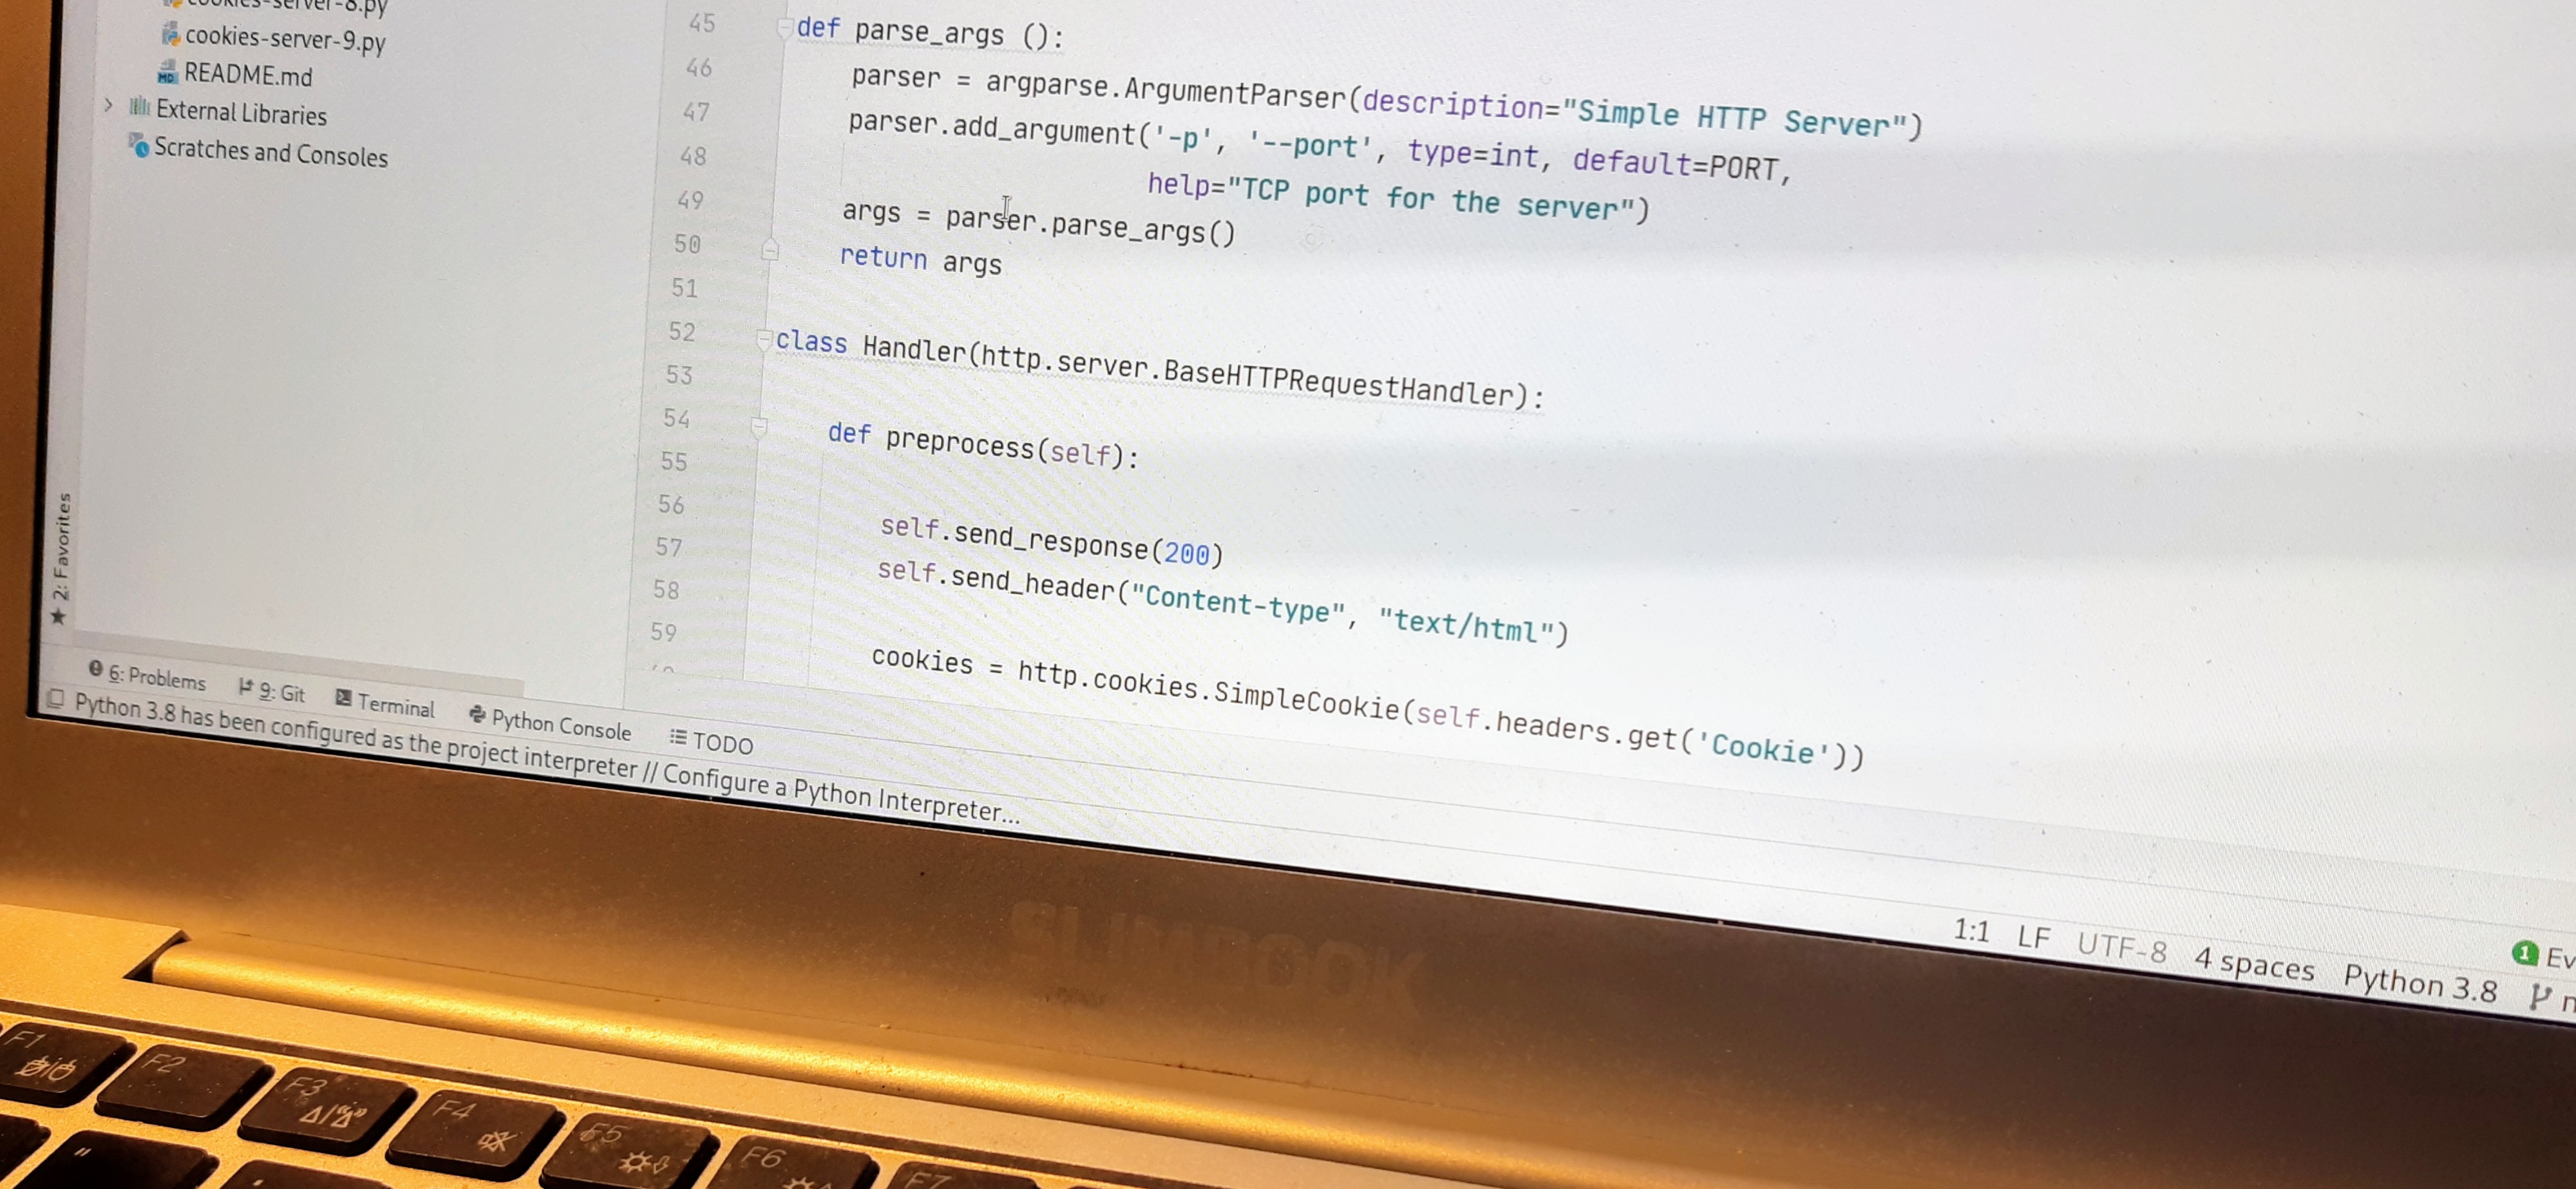 cookies-server-8.py
cookies-server-9.py
MD README.md
External Libraries
Scratches and Consoles
2: Favorites
45 def parse_args ():
46 parser = argparse.ArgumentParser(description="Simple HTTP Server")
47 parser.add_argument('-p', '--port', type=int, default=PORT,
48 help="TCP port for the server")
49 args = parser.parse_args()
50 return args
51
52 class Handler(http.server.BaseHTTPRequestHandler):
53
54 def preprocess(self):
55
56 self.send_response(200)
57 self.send_header("Content-type", "text/html")
58
59 cookies = http.cookies.SimpleCookie(self.headers.get('Cookie'))
6: Problems 9: Git Terminal Python Console TODO
1 Ev
Python 3.8 has been configured as the project interpreter // Configure a Python Interpreter...
1:1 LF UTF-8 4 spaces Python 3.8
SLIMBOOK
F1 F2 F3 F4 F5 F6 F7